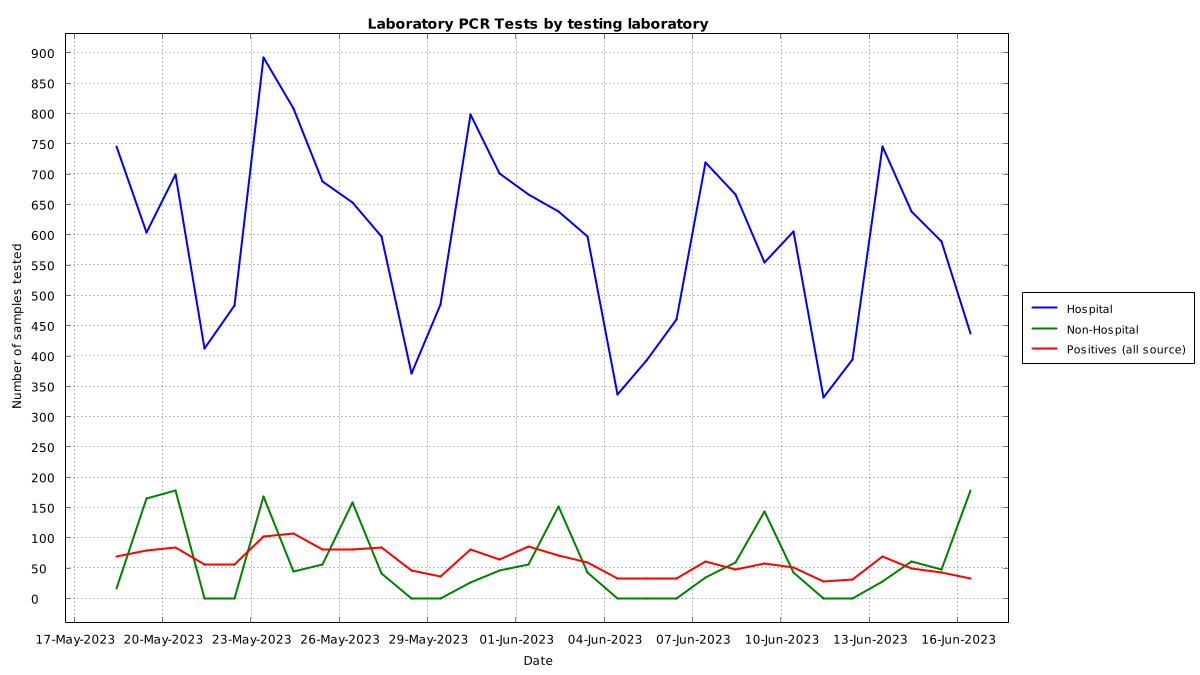 Laboratory PCR Tests by testing laboratory
900
850
800
750
700
650
600
550
500
450
400
350
300
250
200
150
100
50
0
Number of samples tested
17-May-2023 20-May-2023 23-May-2023 26-May-2023 29-May-2023 01-Jun-2023 04-Jun-2023 07-Jun-2023 10-Jun-2023 13-Jun-2023 16-Jun-2023
Date
Hospital
Non-Hospital
Positives (all source)